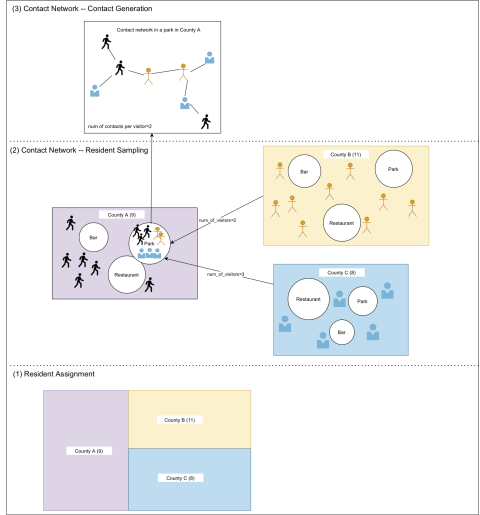 (3) Contact Network -- Contact Generation
Contact network in a park in County A
num of contacts per visitor=2
(2) Contact Network -- Resident Sampling
County B (11)
Bar
Park
Restaurant
County A (9)
Bar
Park
Restaurant
num_of_visitors=2
num_of_visitors=3
County C (8)
Restaurant
Park
Bar
(1) Resident Assignment
County A (9)
County B (11)
County C (8)